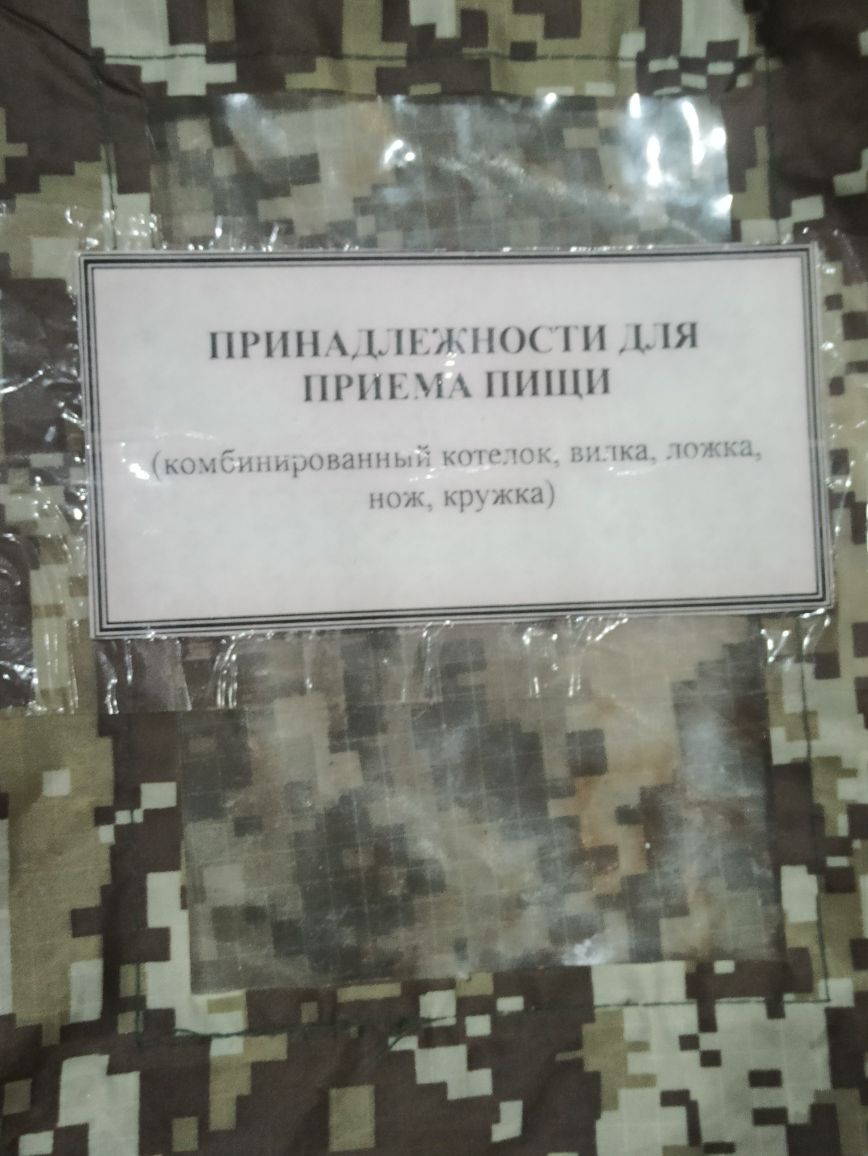 ПРИНАДЛЕЖНОСТИ ДЛЯ
ПРИЕМА ПИЩИ
(комбинированный котелок, вилка, ложка,
нож, кружка)